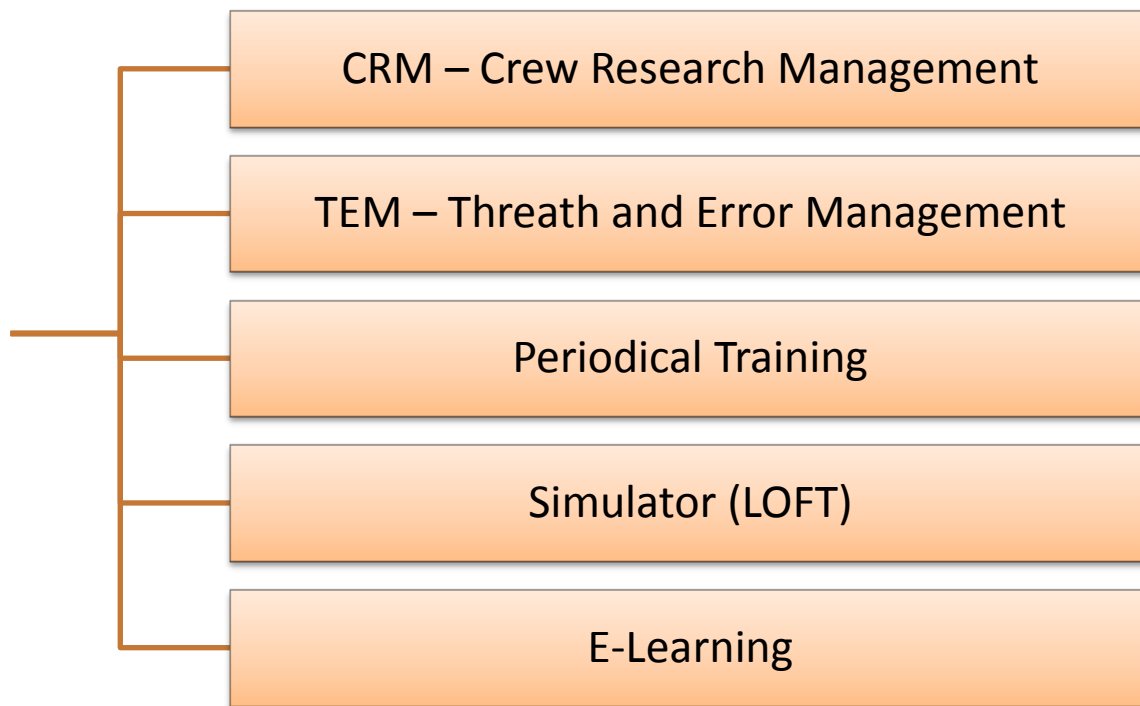 CRM – Crew Research Management
TEM – Threath and Error Management
Periodical Training
Simulator (LOFT)
E-Learning